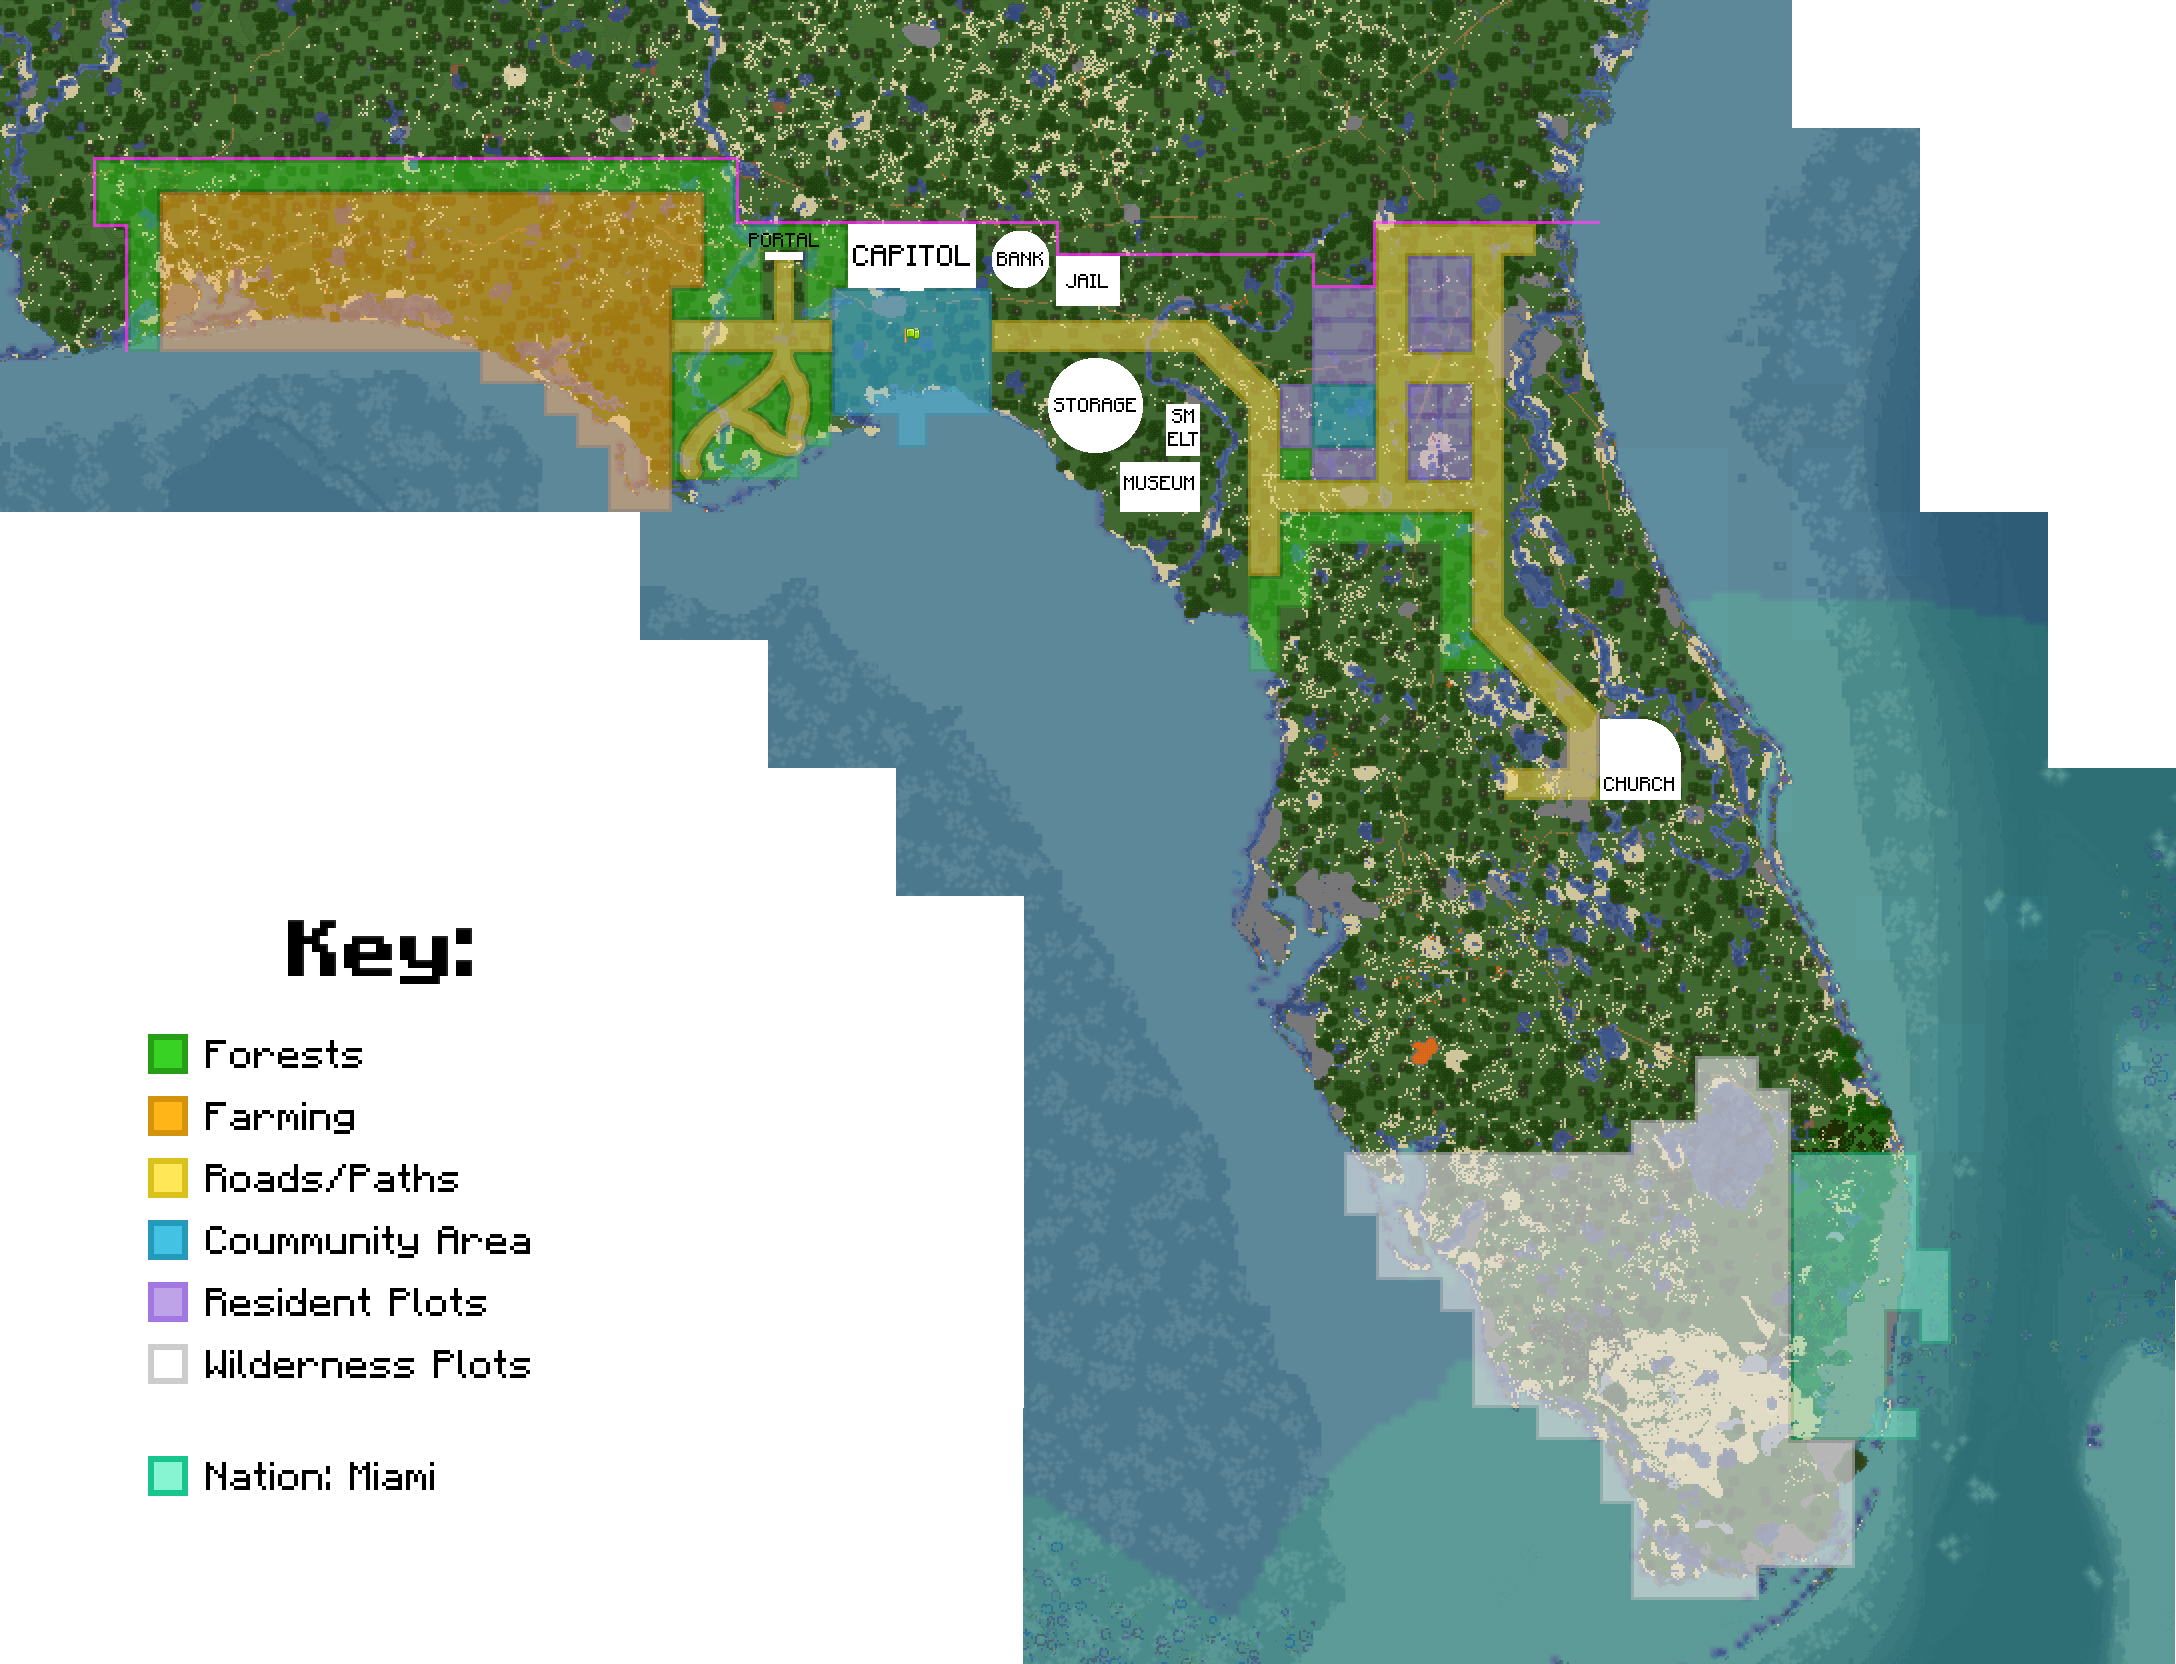 PORTAL
CAPITOL
BANK
JAIL
STORAGE
SM
ELT
MUSEUM
CHURCH
Key:
Forests
Farming
Roads/Paths
Coummunity Area
Resident Plots
Wilderness Plots
Nation: Miami